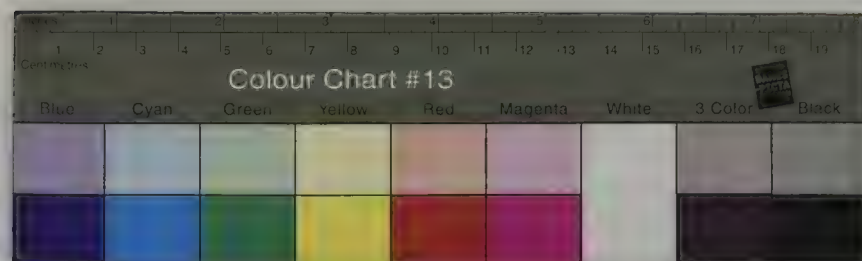 1 2 3 4 5 6 7
1 2 3 4 5 6 7 8 9 10 11 12 13 14 15 16 17 18 19
Centimetres
Colour Chart #13
Blue Cyan Green Yellow Red Magenta White 3 Color Black